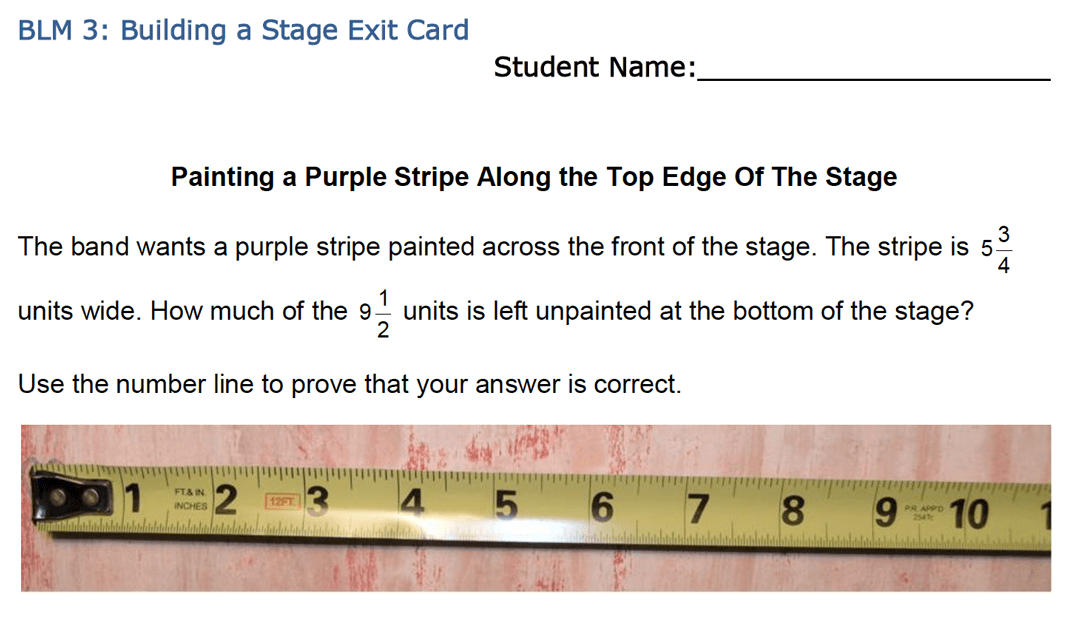 BLM 3: Building a Stage Exit Card
Student Name:
Painting a Purple Stripe Along the Top Edge Of The Stage
The band wants a purple stripe painted across the front of the stage. The stripe is 5 3/4
units wide. How much of the 9 1/2 units is left unpainted at the bottom of the stage?
Use the number line to prove that your answer is correct.
1 FT.& IN. INCHES 2 12FT. 3 4 5 6 7 8 9 P.R. APP'D 10 1